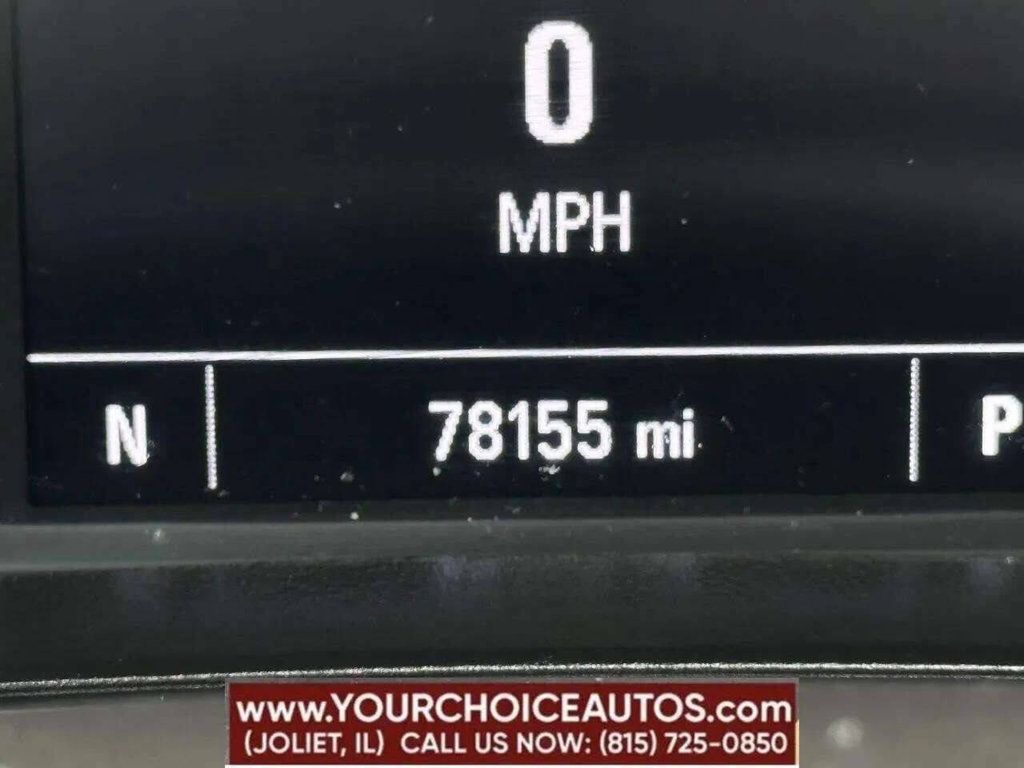 0
MPH
N 78155 mi P
www.YOURCHOICEAUTOS.com
(JOLIET, IL) CALL US NOW: (815) 725-0850